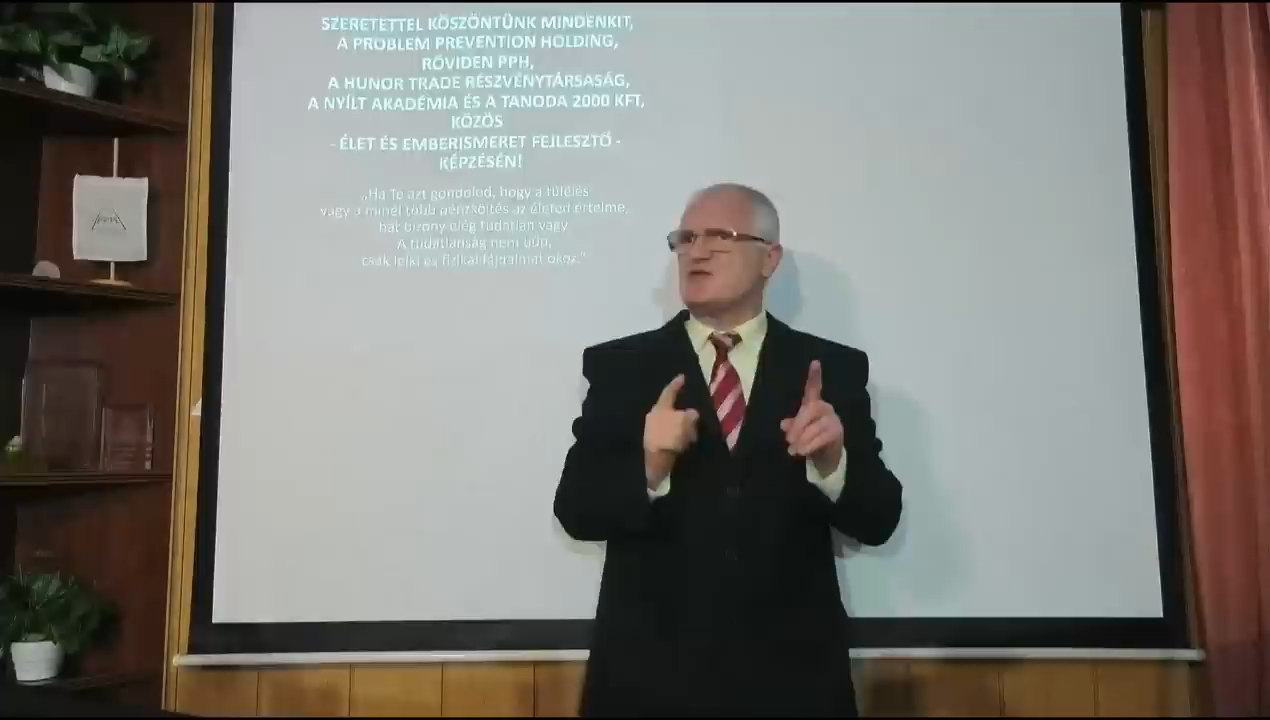 SZERETETTEL KÖSZÖNTÜNK MINDENKIT,
A PROBLEM PREVENTION HOLDING,
RÖVIDEN PPH,
A HUNOR TRADE RÉSZVÉNYTÁRSASÁG,
A NYÍLT AKADÉMIA ÉS A TANODA 2000 KFT,
KÖZÖS
- ÉLET ÉS EMBERISMERET FEJLESZTŐ -
KÉPZÉSÉN!
„Ha Te azt gondolod, hogy a túlélés
vagy a minél több pénzköltés az életed értelme,
hát bizony elég tudatlan vagy.
A tudatlanság nem bűn,
csak lelki és fizikai fájdalmat okoz."